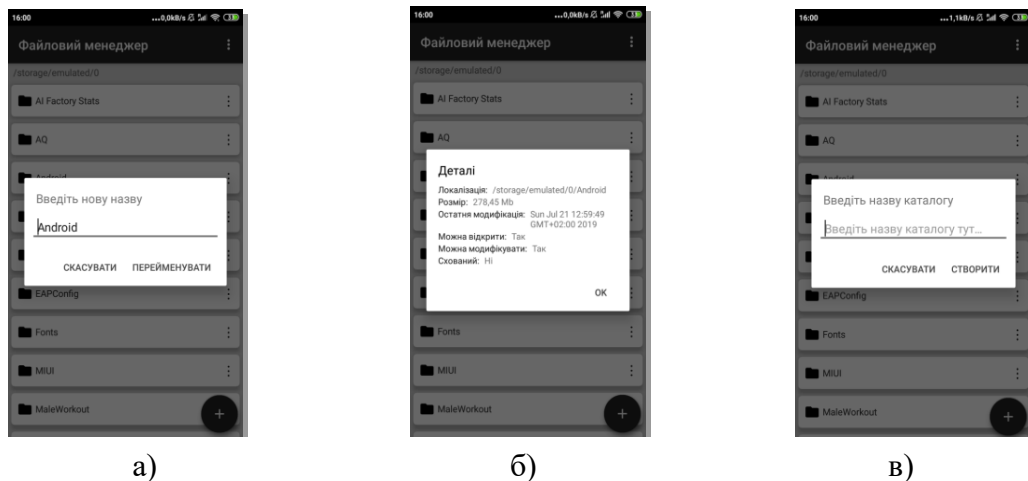 16:00 ...0,0kB/s
Файловий менеджер
/storage/emulated/0
AI Factory Stats
AQ
Android
Введіть нову назву
Android
СКАСУВАТИ ПЕРЕЙМЕНУВАТИ
EAPConfig
Fonts
MIUI
MaleWorkout
+
а)
16:00 ...0,0kB/s
Файловий менеджер
/storage/emulated/0
AI Factory Stats
AQ
Деталі
Локалізація: /storage/emulated/0/Android
Розмір: 278,45 Mb
Остатня модифікація: Sun Jul 21 12:59:49
GMT+02:00 2019
Можна відкрити: Так
Можна модифікувати: Так
Схований: Ні
OK
Fonts
MIUI
MaleWorkout
+
б)
16:00 ...1,1kB/s
Файловий менеджер
/storage/emulated/0
AI Factory Stats
AQ
Android
Введіть назву каталогу
Введіть назву каталогу тут...
СКАСУВАТИ СТВОРИТИ
EAPConfig
Fonts
MIUI
MaleWorkout
+
в)